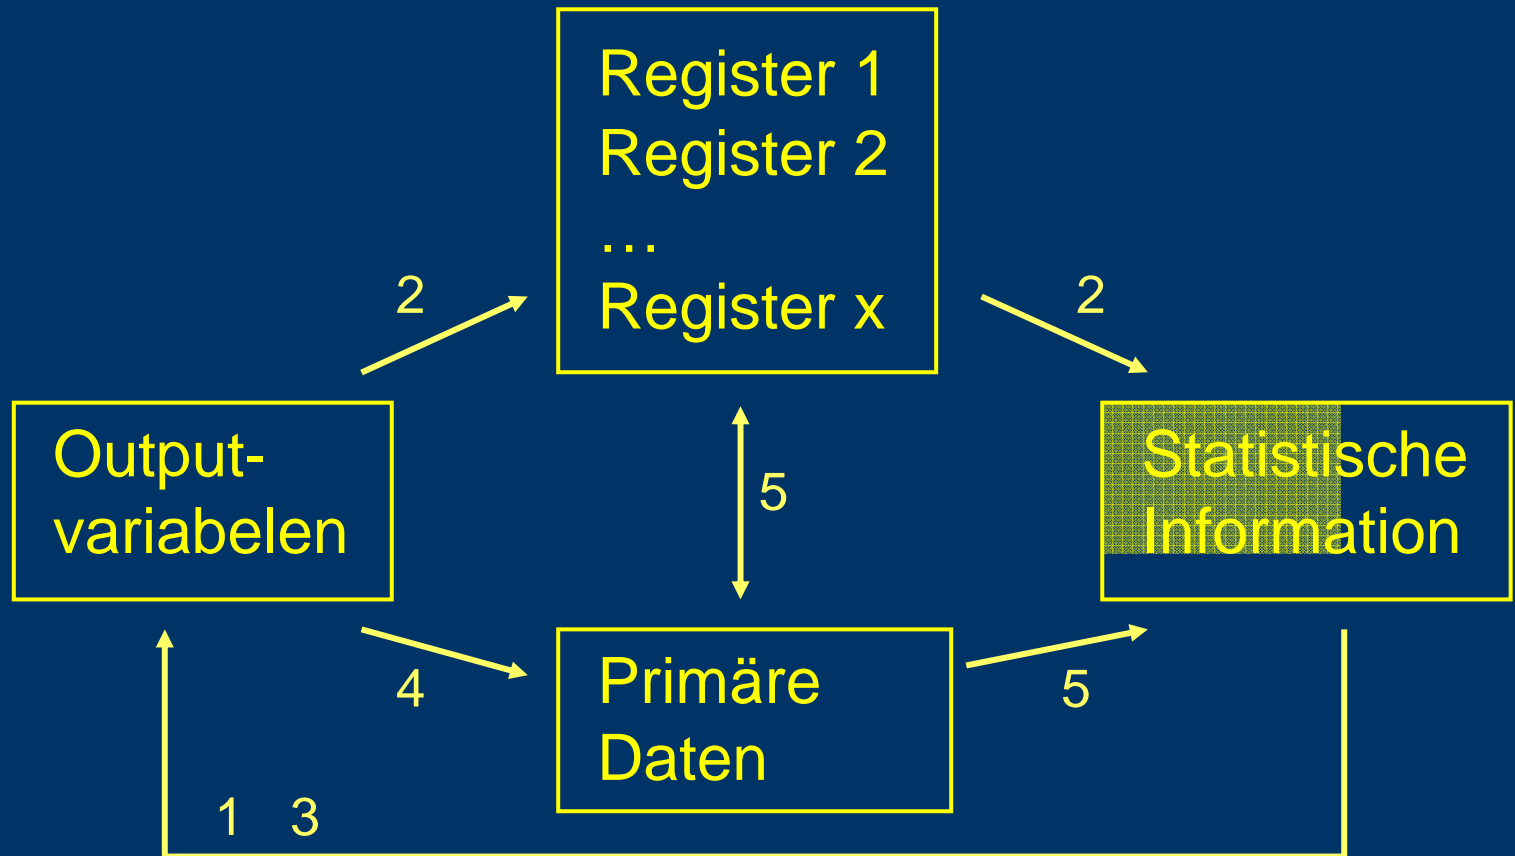 Register 1
Register 2
…
Register x
2
2
Output-
variabelen
5
Statistische
Information
4
Primäre
Daten
5
1 3